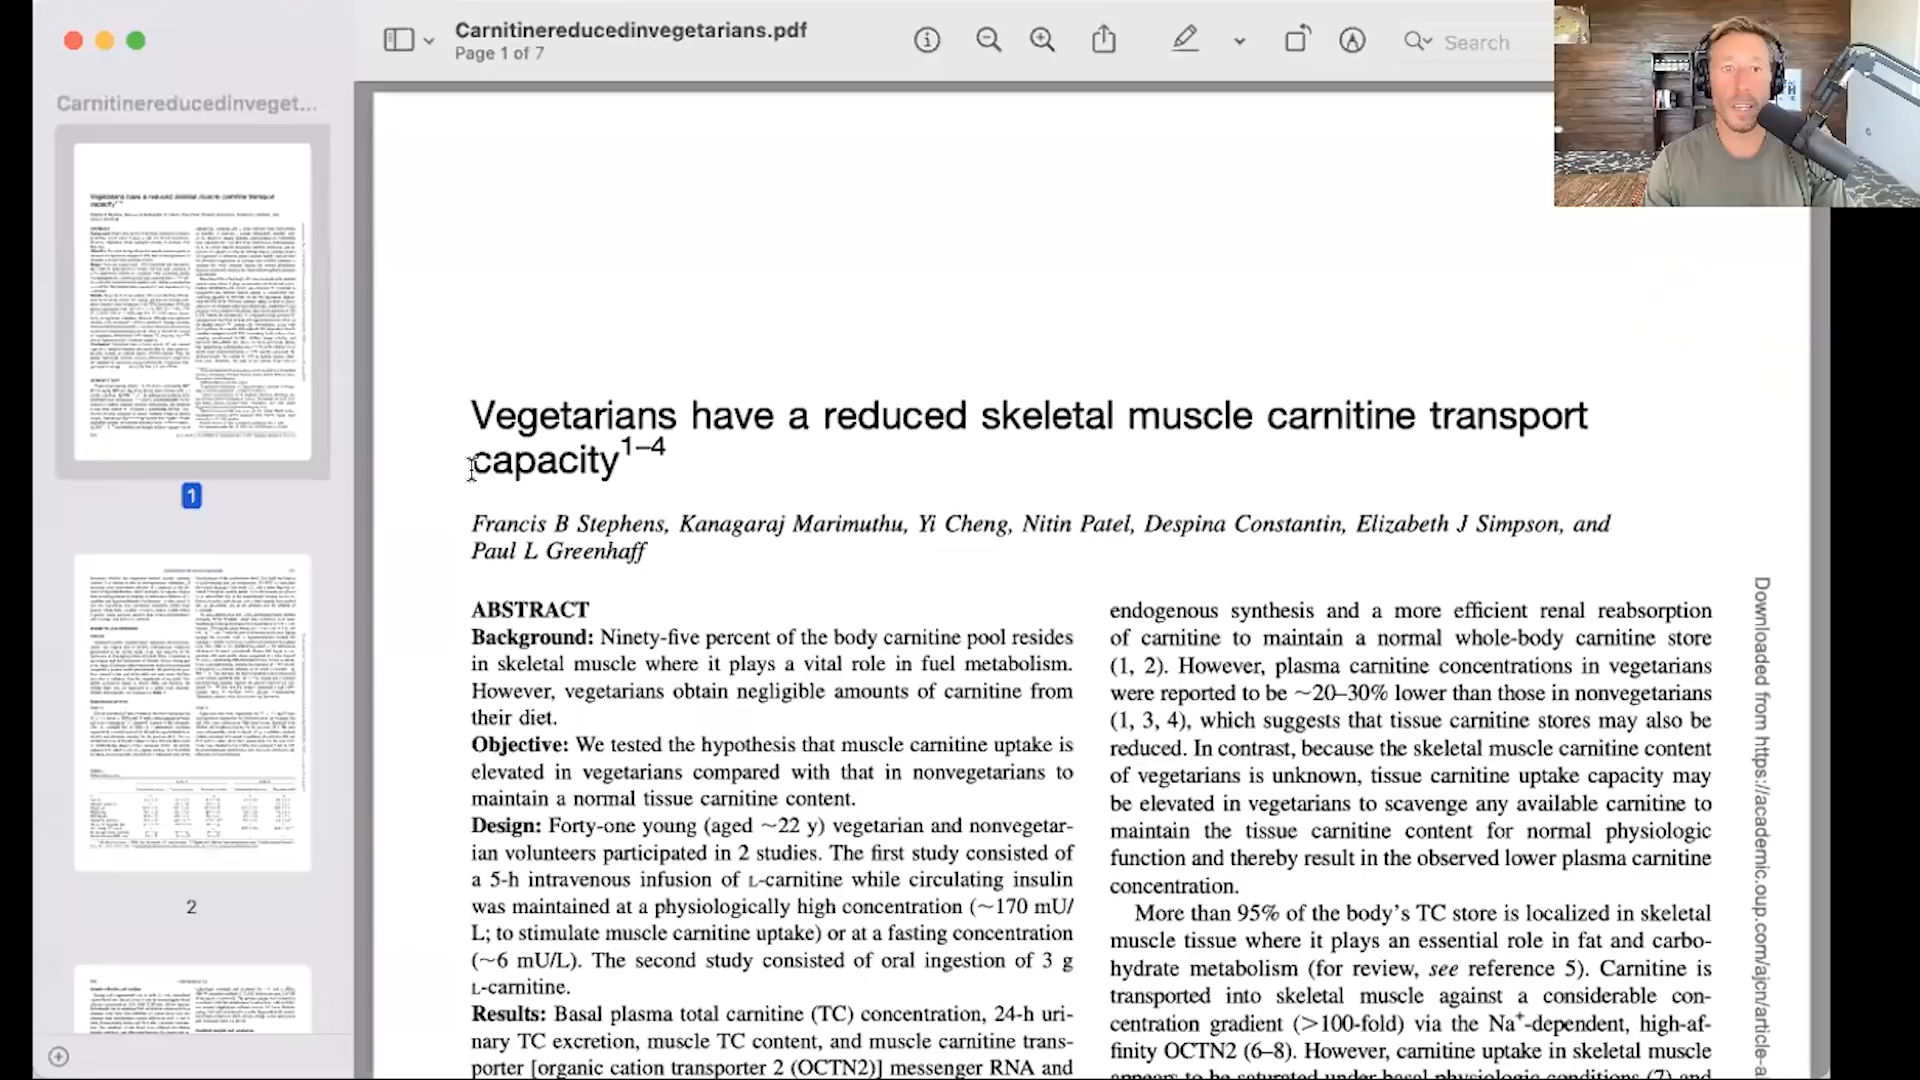 Carnitinereducedinvegetarians.pdf
Page 1 of 7
Search
Carnitinereducedinveget...
1
2
Vegetarians have a reduced skeletal muscle carnitine transport
capacity1–4
Francis B Stephens, Kanagaraj Marimuthu, Yi Cheng, Nitin Patel, Despina Constantin, Elizabeth J Simpson, and
Paul L Greenhaff
ABSTRACT
Background: Ninety-five percent of the body carnitine pool resides
in skeletal muscle where it plays a vital role in fuel metabolism.
However, vegetarians obtain negligible amounts of carnitine from
their diet.
Objective: We tested the hypothesis that muscle carnitine uptake is
elevated in vegetarians compared with that in nonvegetarians to
maintain a normal tissue carnitine content.
Design: Forty-one young (aged ~22 y) vegetarian and nonvegetar-
ian volunteers participated in 2 studies. The first study consisted of
a 5-h intravenous infusion of L-carnitine while circulating insulin
was maintained at a physiologically high concentration (~170 mU/
L; to stimulate muscle carnitine uptake) or at a fasting concentration
(~6 mU/L). The second study consisted of oral ingestion of 3 g
L-carnitine.
Results: Basal plasma total carnitine (TC) concentration, 24-h uri-
nary TC excretion, muscle TC content, and muscle carnitine trans-
porter [organic cation transporter 2 (OCTN2)] messenger RNA and
endogenous synthesis and a more efficient renal reabsorption
of carnitine to maintain a normal whole-body carnitine store
(1, 2). However, plasma carnitine concentrations in vegetarians
were reported to be ~20–30% lower than those in nonvegetarians
(1, 3, 4), which suggests that tissue carnitine stores may also be
reduced. In contrast, because the skeletal muscle carnitine content
of vegetarians is unknown, tissue carnitine uptake capacity may
be elevated in vegetarians to scavenge any available carnitine to
maintain the tissue carnitine content for normal physiologic
function and thereby result in the observed lower plasma carnitine
concentration.
More than 95% of the body's TC store is localized in skeletal
muscle tissue where it plays an essential role in fat and carbo-
hydrate metabolism (for review, see reference 5). Carnitine is
transported into skeletal muscle against a considerable con-
centration gradient (>100-fold) via the Na+-dependent, high-af-
finity OCTN2 (6–8). However, carnitine uptake in skeletal muscle
appears to be saturated under basal physiologic conditions (7) and
Downloaded from https://academic.oup.com/ajcn/article-a